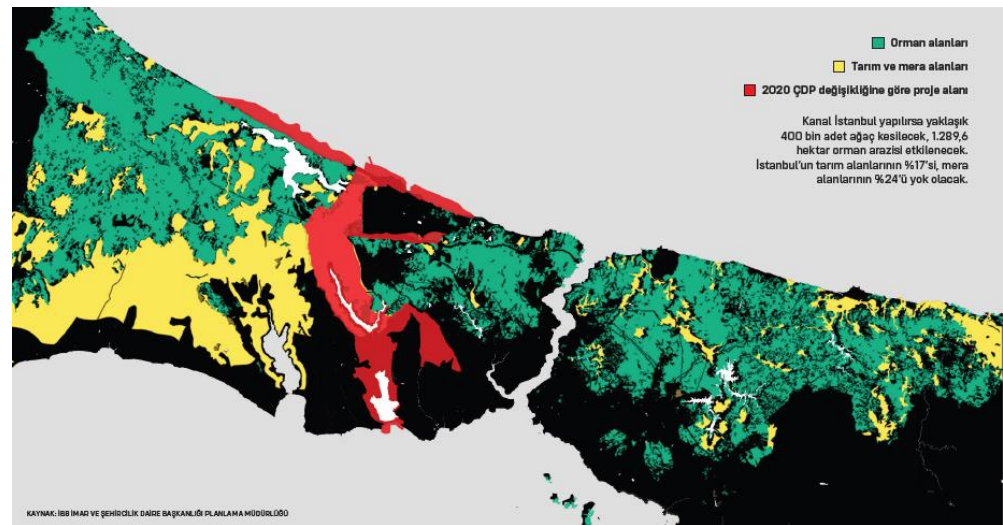 Orman alanları
Tarım ve mera alanları
2020 ÇDP değişikliğine göre proje alanı
Kanal İstanbul yapılırsa yaklaşık
400 bin adet ağaç kesilecek, 1.289,6
hektar orman arazisi etkilenecek.
İstanbul'un tarım alanlarının %17'si, mera
alanlarının %24'ü yok olacak.
KAYNAK: İBB İMAR VE ŞEHİRCİLİK DAİRE BAŞKANLIĞI PLANLAMA MÜDÜRLÜĞÜ